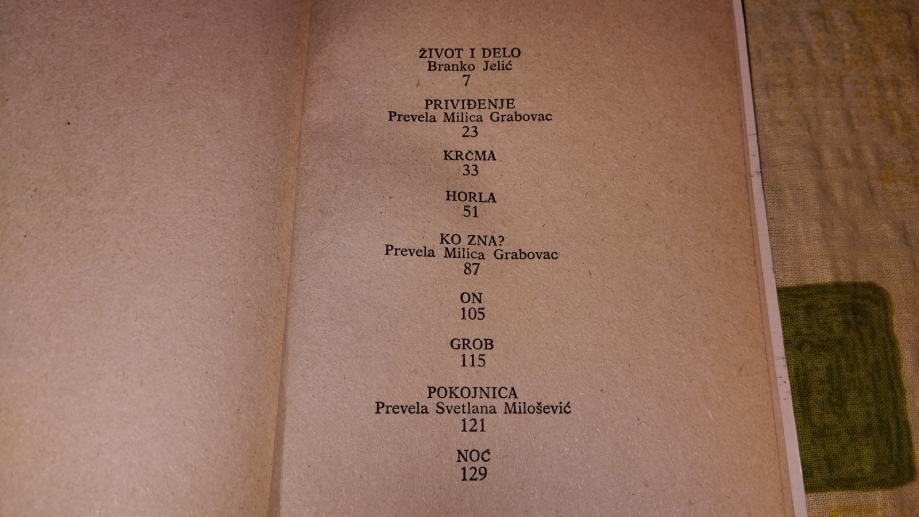 ŽIVOT I DELO
Branko Jelić
7
PRIVIĐENJE
Prevela Milica Grabovac
23
KRČMA
33
HORLA
51
KO ZNA?
Prevela Milica Grabovac
87
ON
105
GROB
115
POKOJNICA
Prevela Svetlana Milošević
121
NOĆ
129